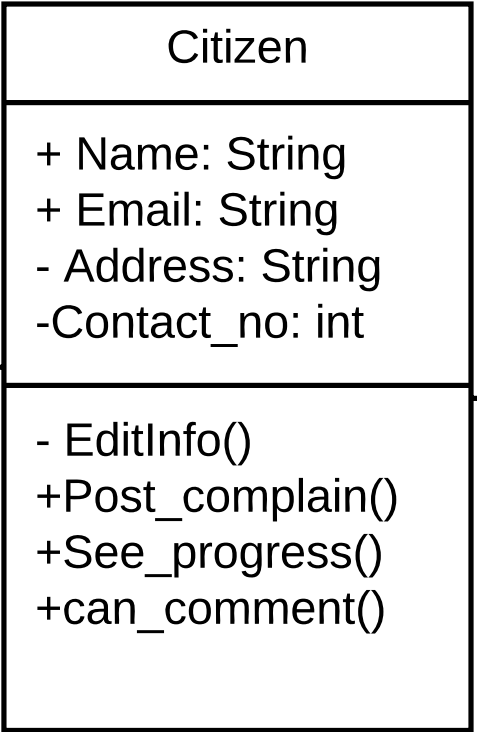 Citizen
+ Name: String
+ Email: String
- Address: String
-Contact_no: int
- EditInfo()
+Post_complain()
+See_progress()
+can_comment()